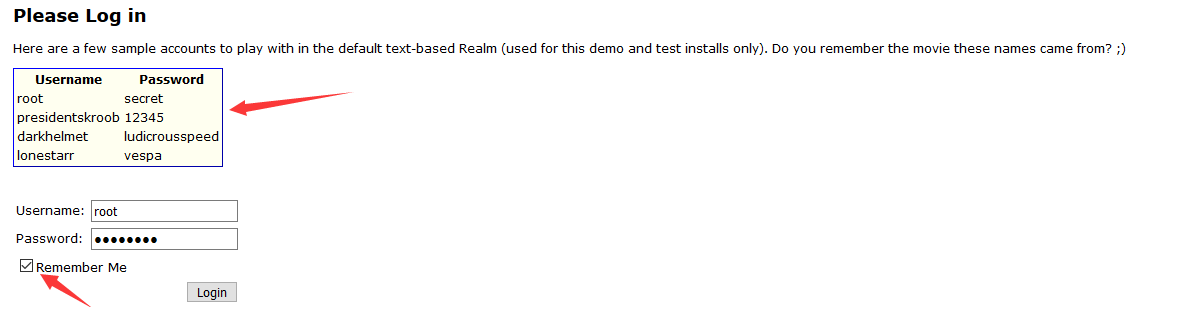 Please Log in
Here are a few sample accounts to play with in the default text-based Realm (used for this demo and test installs only). Do you remember the movie these names came from? ;)
Username Password
root secret
presidentskroob 12345
darkhelmet ludicrousspeed
lonestarr vespa
Username: root
Password: ●●●●●●●●
Remember Me
Login